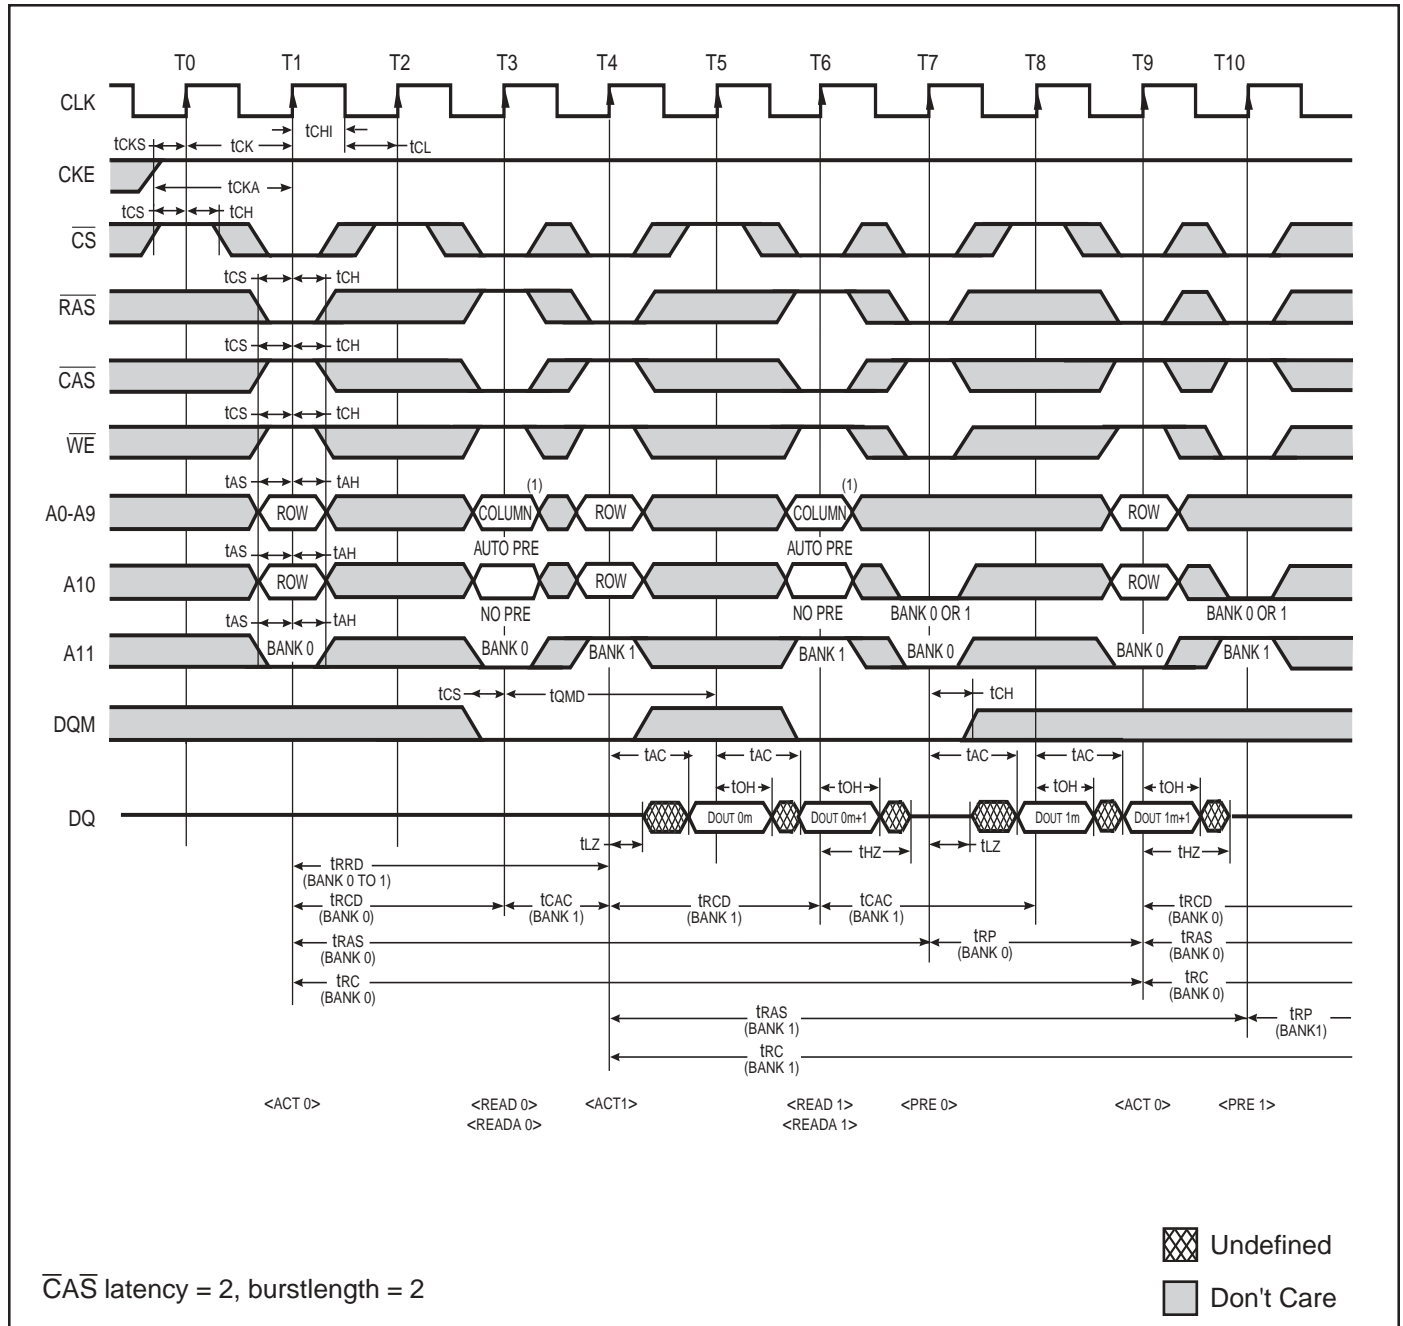 T0 T1 T2 T3 T4 T5 T6 T7 T8 T9 T10
CLK
tCHI
tCKS tCK tCL
CKE
tCKA
tCS tCH
CS
tCS tCH
RAS
tCS tCH
CAS
tCS tCH
WE
tAS tAH (1) (1)
A0-A9 ROW COLUMN ROW COLUMN ROW
tAS tAH AUTO PRE AUTO PRE
A10 ROW ROW ROW
tAS tAH NO PRE NO PRE BANK 0 OR 1 BANK 0 OR 1
A11 BANK 0 BANK 0 BANK 1 BANK 1 BANK 0 BANK 0 BANK 1
tCS tQMD tCH
DQM
tAC tAC tAC tAC
tOH tOH tOH tOH
DQ DOUT 0m DOUT 0m+1 DOUT 1m DOUT 1m+1
tLZ tHZ tLZ tHZ
tRRD
(BANK 0 TO 1)
tRCD tCAC tRCD tCAC tRCD
(BANK 0) (BANK 1) (BANK 1) (BANK 1) (BANK 0)
tRAS tRP tRAS
(BANK 0) (BANK 0) (BANK 0)
tRC tRC
(BANK 0) (BANK 0)
tRAS tRP
(BANK 1) (BANK1)
tRC
(BANK 1)
<ACT 0> <READ 0> <ACT1> <READ 1> <PRE 0> <ACT 0> <PRE 1>
<READA 0> <READA 1>
Undefined
CAS latency = 2, burstlength = 2
Don't Care